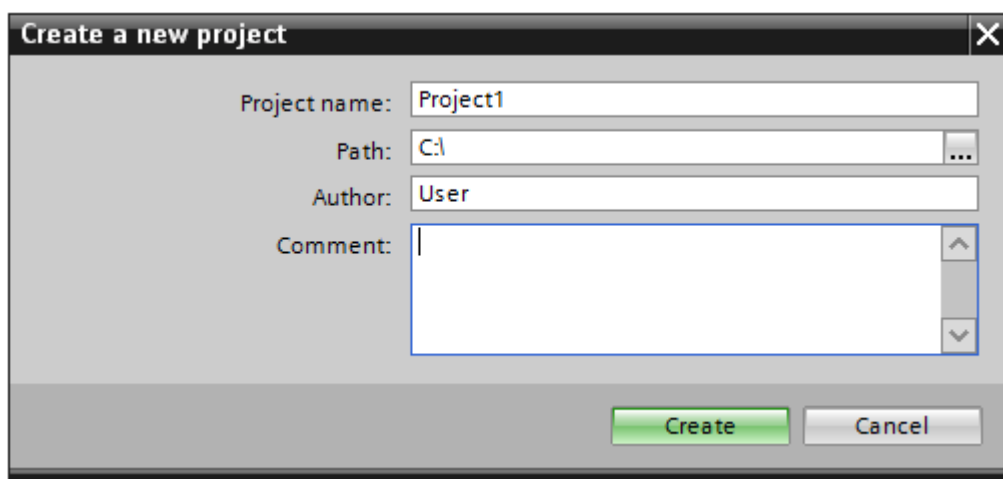 Create a new project
Project name: Project1
Path: C:\ ...
Author: User
Comment:
Create Cancel